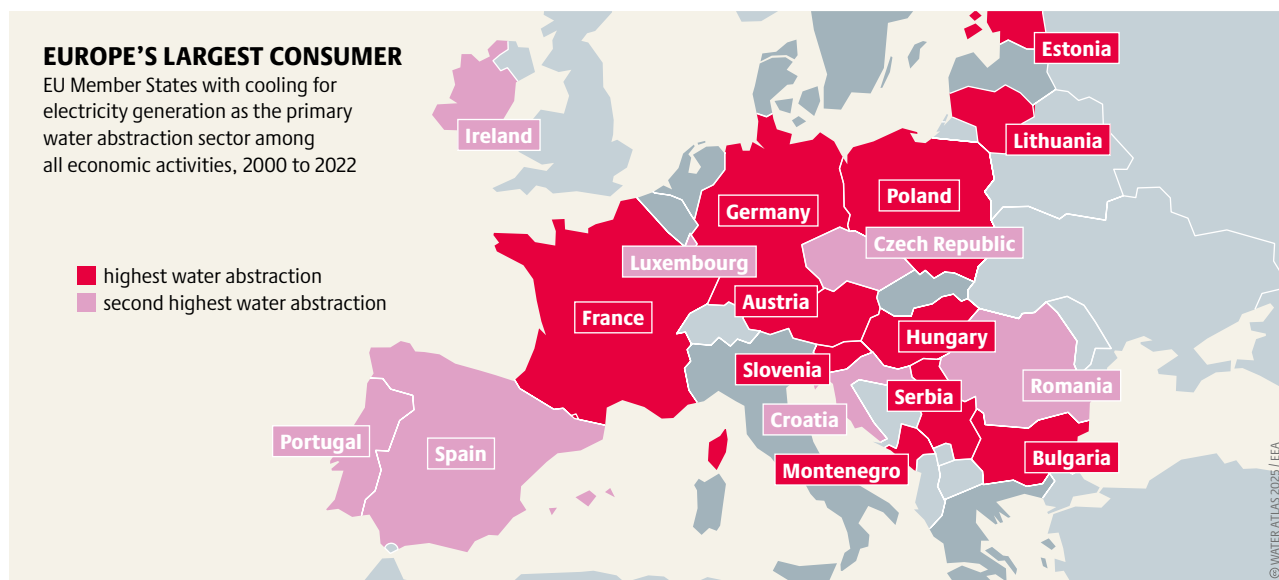 EUROPE'S LARGEST CONSUMER
EU Member States with cooling for
electricity generation as the primary
water abstraction sector among
all economic activities, 2000 to 2022
highest water abstraction
second highest water abstraction
Estonia
Ireland
Lithuania
Poland
Germany
Czech Republic
Luxembourg
Austria
France
Hungary
Slovenia
Romania
Serbia
Croatia
Portugal
Spain
Bulgaria
Montenegro
© WATER ATLAS 2025 / EEA